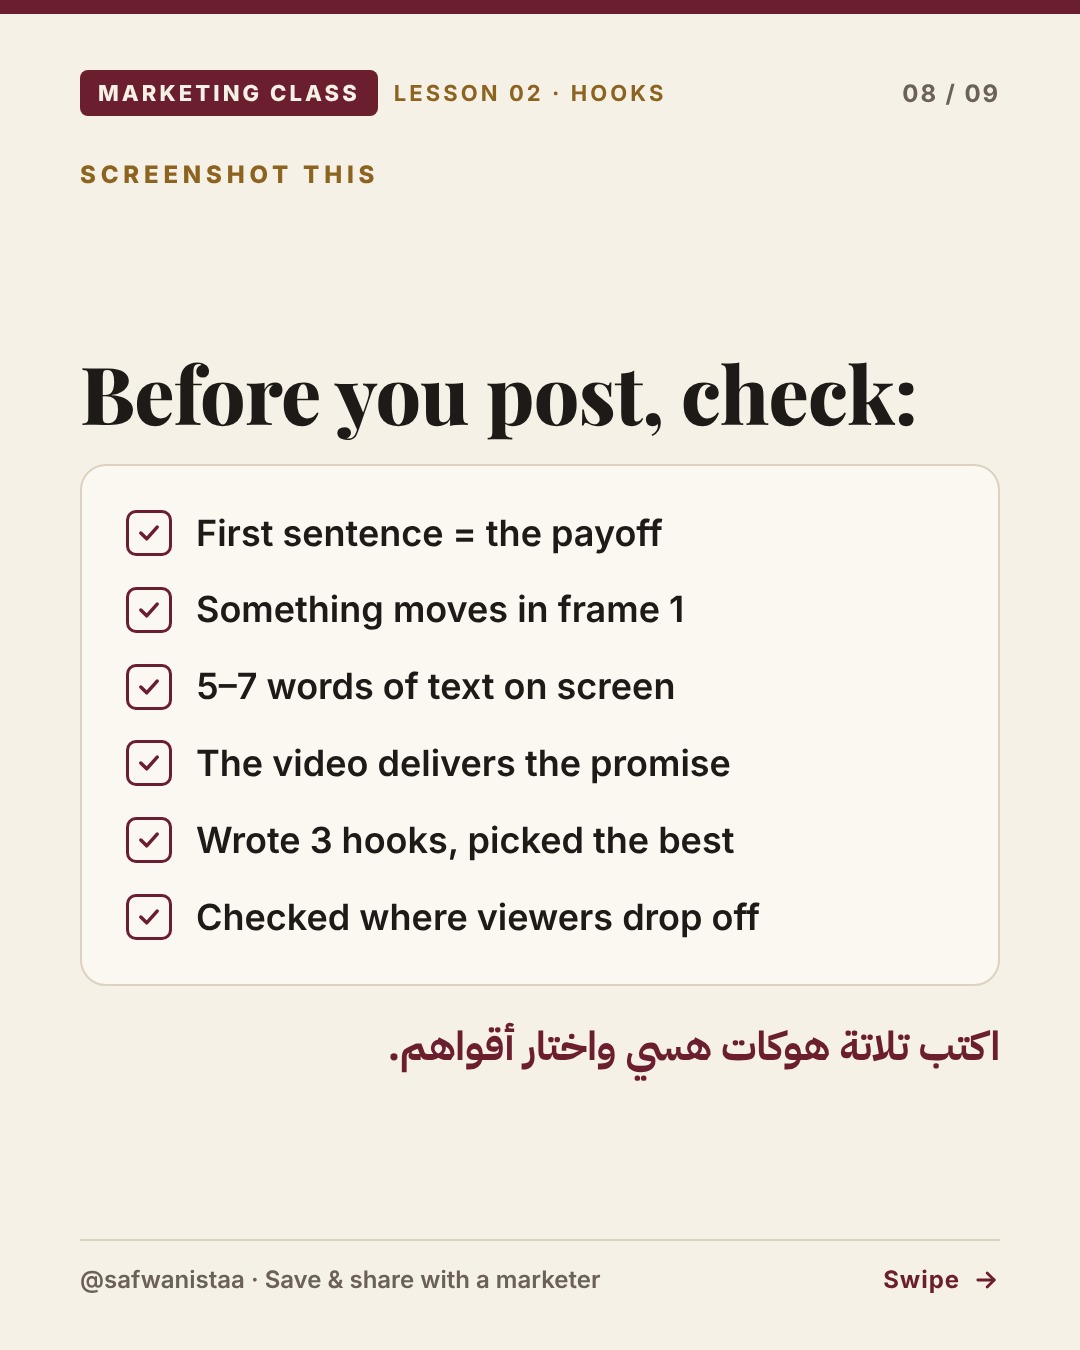 MARKETING CLASS
LESSON 02 · HOOKS
08 / 09
SCREENSHOT THIS
Before you post, check:
First sentence = the payoff
Something moves in frame 1
5–7 words of text on screen
The video delivers the promise
Wrote 3 hooks, picked the best
Checked where viewers drop off
اكتب تلاتة هوكات هسي واختار أقواهم.
@safwanistaa · Save & share with a marketer
Swipe →